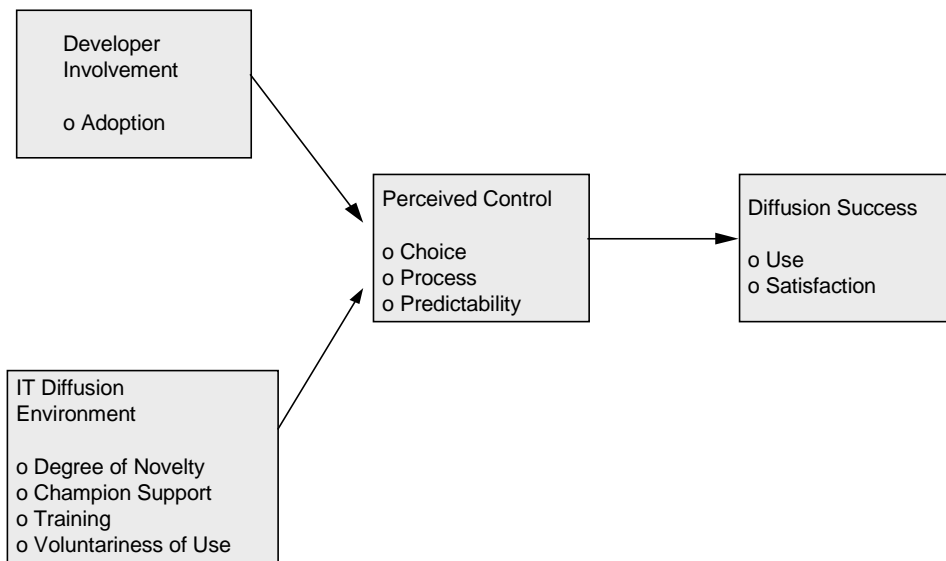 Developer
Involvement
o Adoption
Perceived Control
o Choice
o Process
o Predictability
Diffusion Success
o Use
o Satisfaction
IT Diffusion
Environment
o Degree of Novelty
o Champion Support
o Training
o Voluntariness of Use